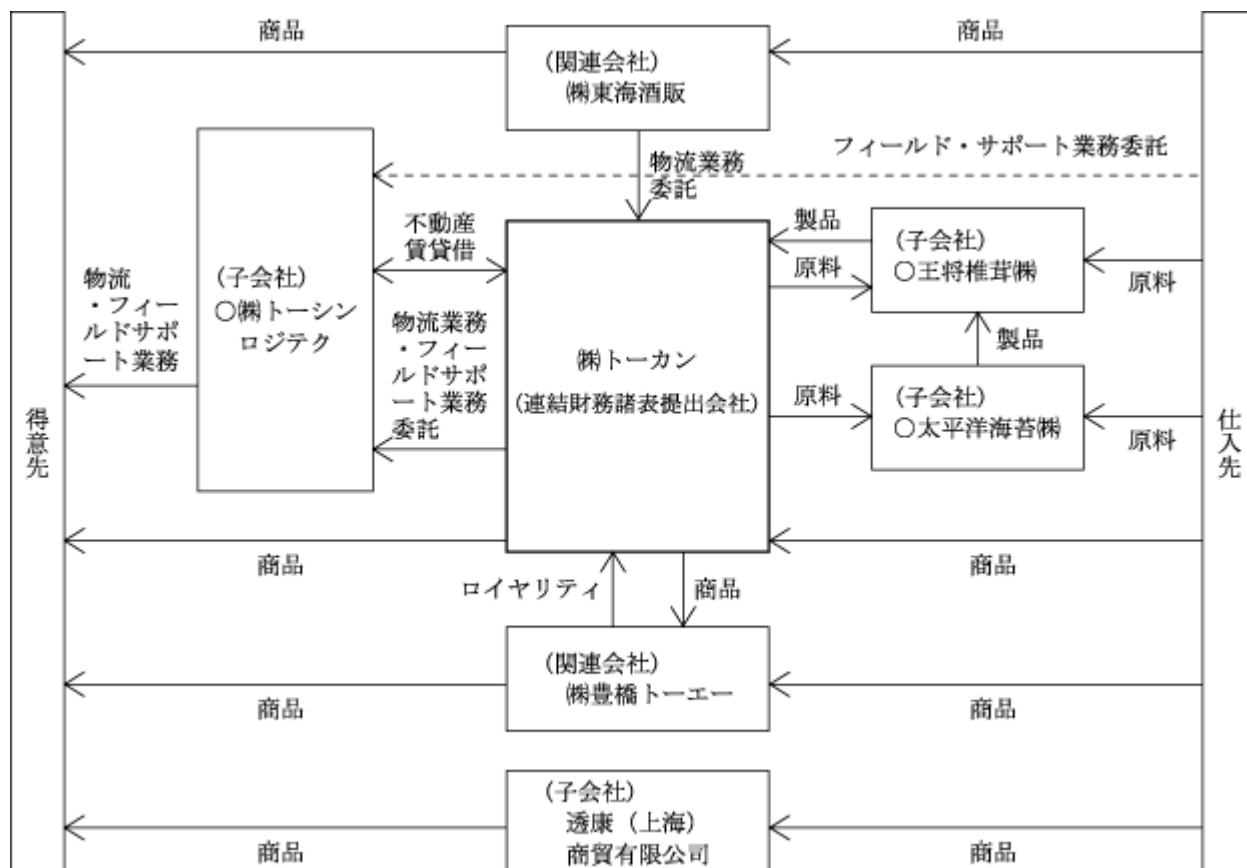 商品
商品
(関連会社)
㈱東海酒販
フィールド・サポート業務委託
物流業務
委託
不動産
賃貸借
製品
(子会社)
○王将椎茸㈱
原料
原料
(子会社)
○㈱トーシン
ロジテク
物流
・フィー
ルドサポ
ート業務
物流業務
・フィー
ルドサポ
ート業務
委託
㈱トーカン
(連結財務諸表提出会社)
製品
原料
(子会社)
○太平洋海苔㈱
原料
得意先
仕入先
商品
商品
ロイヤリティ
商品
(関連会社)
㈱豊橋トーエー
商品
商品
(子会社)
透康（上海）
商貿有限公司
商品
商品